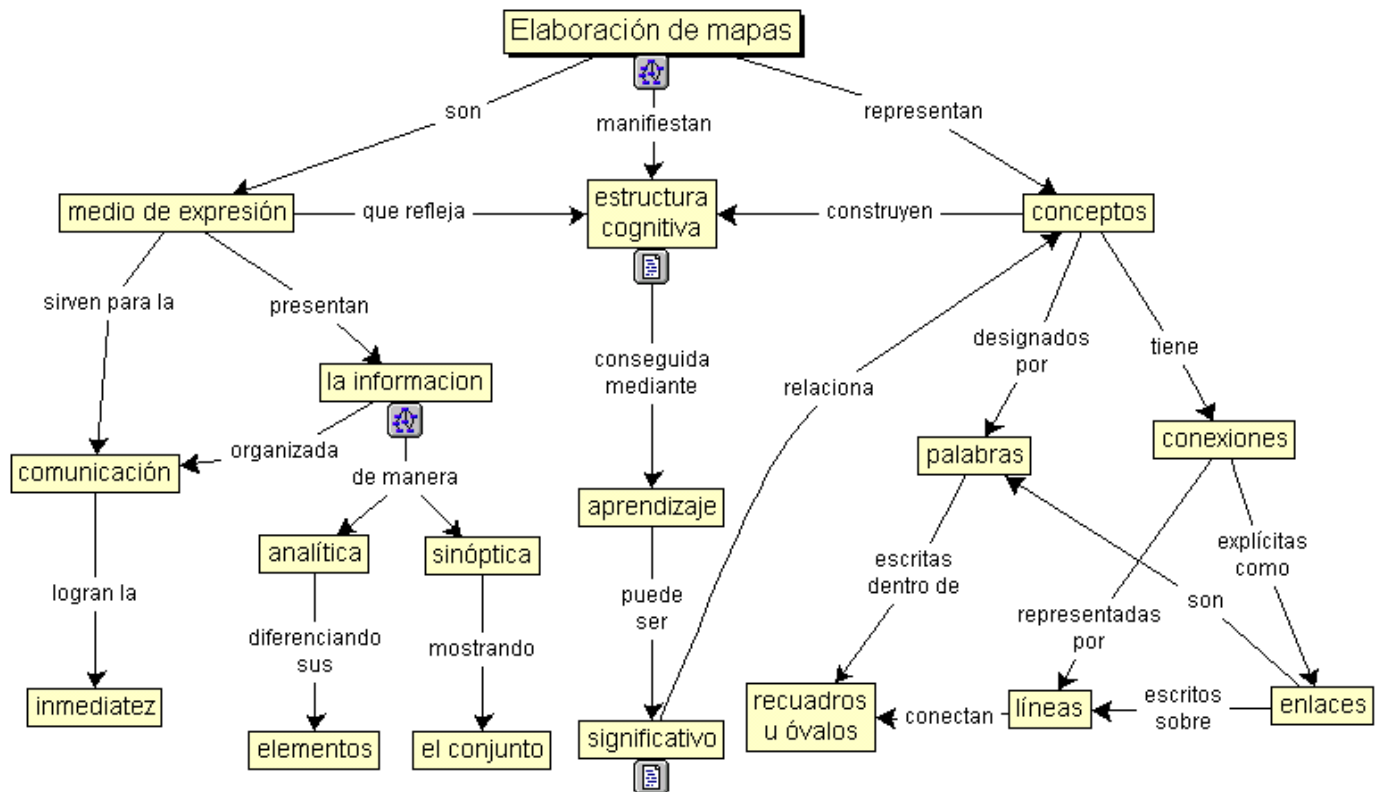 Elaboración de mapas
son
manifiestan
representan
medio de expresión
que refleja
estructura
cognitiva
construyen
conceptos
sirven para la
presentan
la informacion
organizada
de manera
comunicación
analítica
sinóptica
logran la
diferenciando
sus
mostrando
inmediatez
elementos
el conjunto
conseguida
mediante
aprendizaje
puede
ser
significativo
relaciona
designados
por
tiene
palabras
conexiones
escritas
dentro de
representadas
por
explícitas
como
son
recuadros
u óvalos
conectan
líneas
escritos
sobre
enlaces